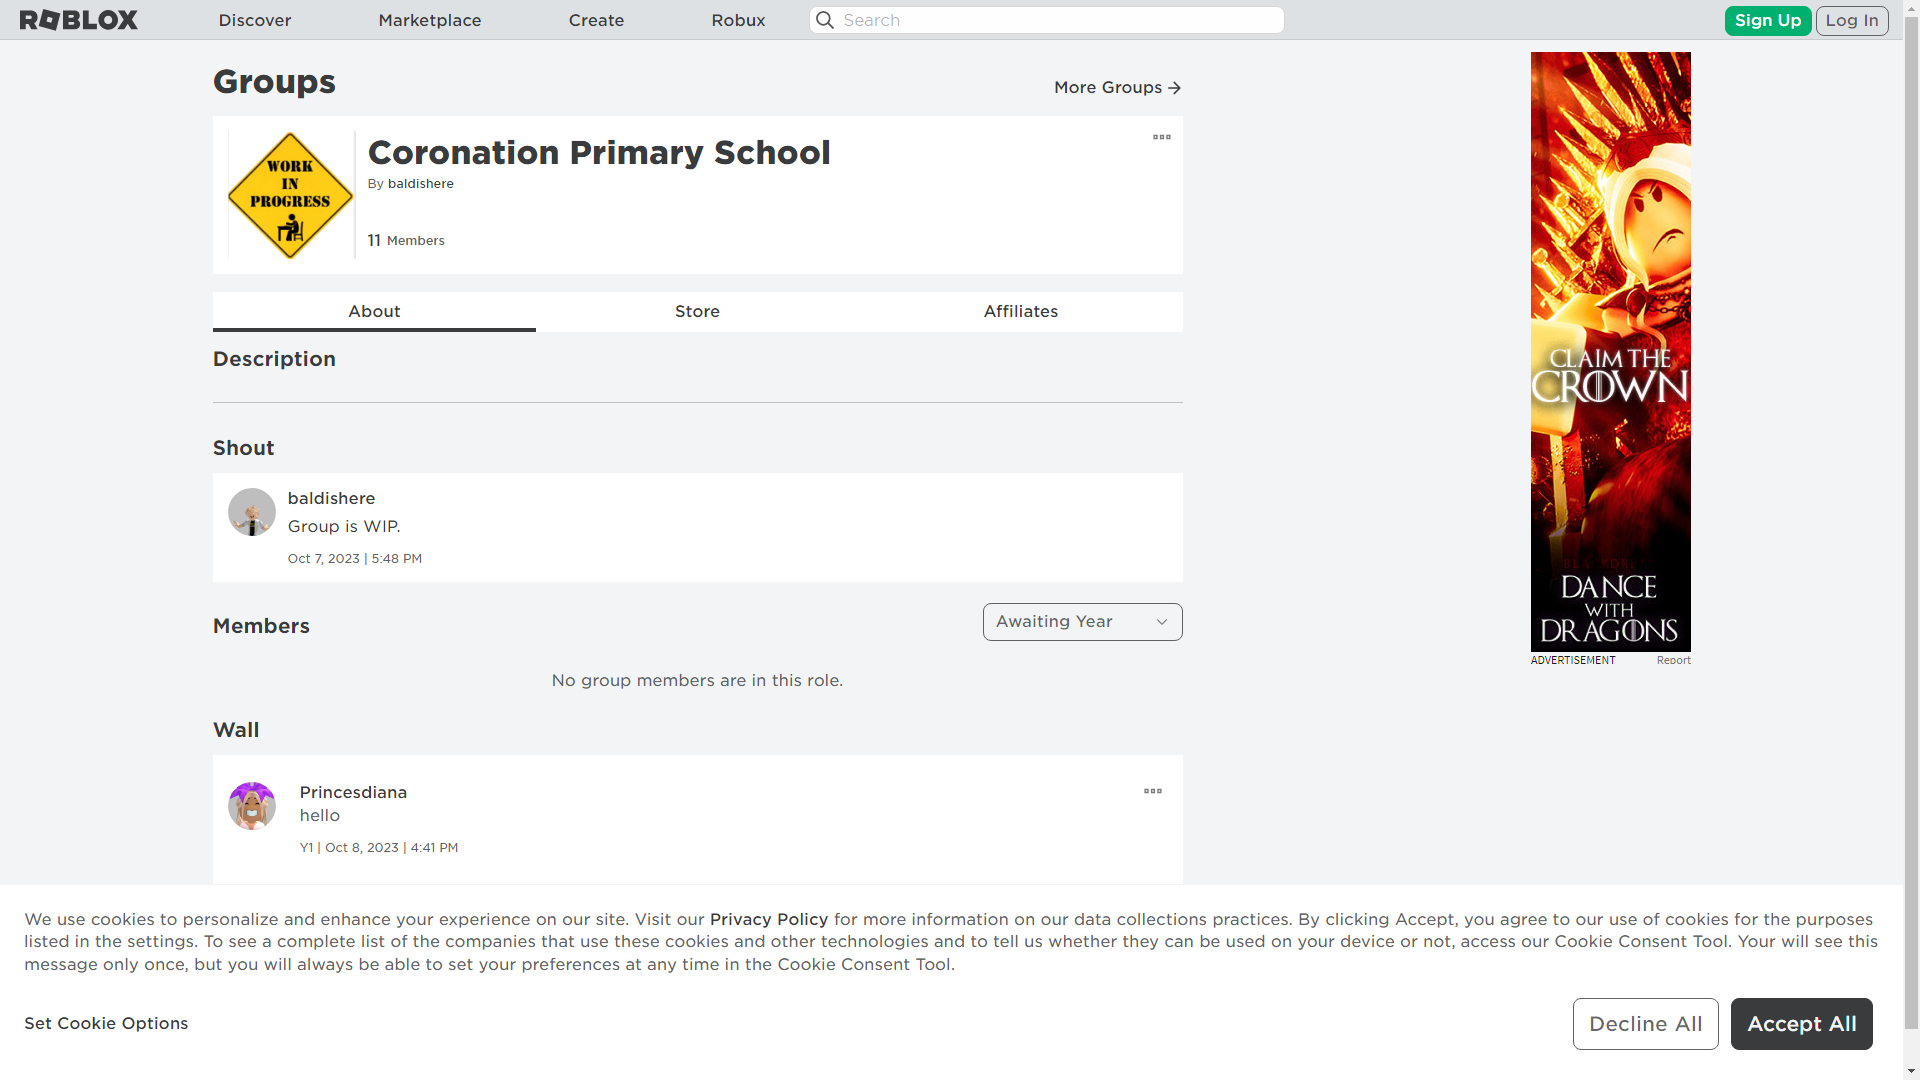 ROBLOX Discover Marketplace Create Robux Search Sign Up Log In
Groups
More Groups
WORK
IN
PROGRESS
Coronation Primary School
By baldishere
11 Members
About Store Affiliates
Description
Shout
baldishere
Group is WIP.
Oct 7, 2023 | 5:48 PM
Members
Awaiting Year
No group members are in this role.
Wall
Princesdiana
hello
Y1 | Oct 8, 2023 | 4:41 PM
CLAIM THE
CROWN
DANCE
WITH
DRAGONS
ADVERTISEMENT Report
We use cookies to personalize and enhance your experience on our site. Visit our Privacy Policy for more information on our data collections practices. By clicking Accept, you agree to our use of cookies for the purposes
listed in the settings. To see a complete list of the companies that use these cookies and other technologies and to tell us whether they can be used on your device or not, access our Cookie Consent Tool. Your will see this
message only once, but you will always be able to set your preferences at any time in the Cookie Consent Tool.
Set Cookie Options
Decline All
Accept All